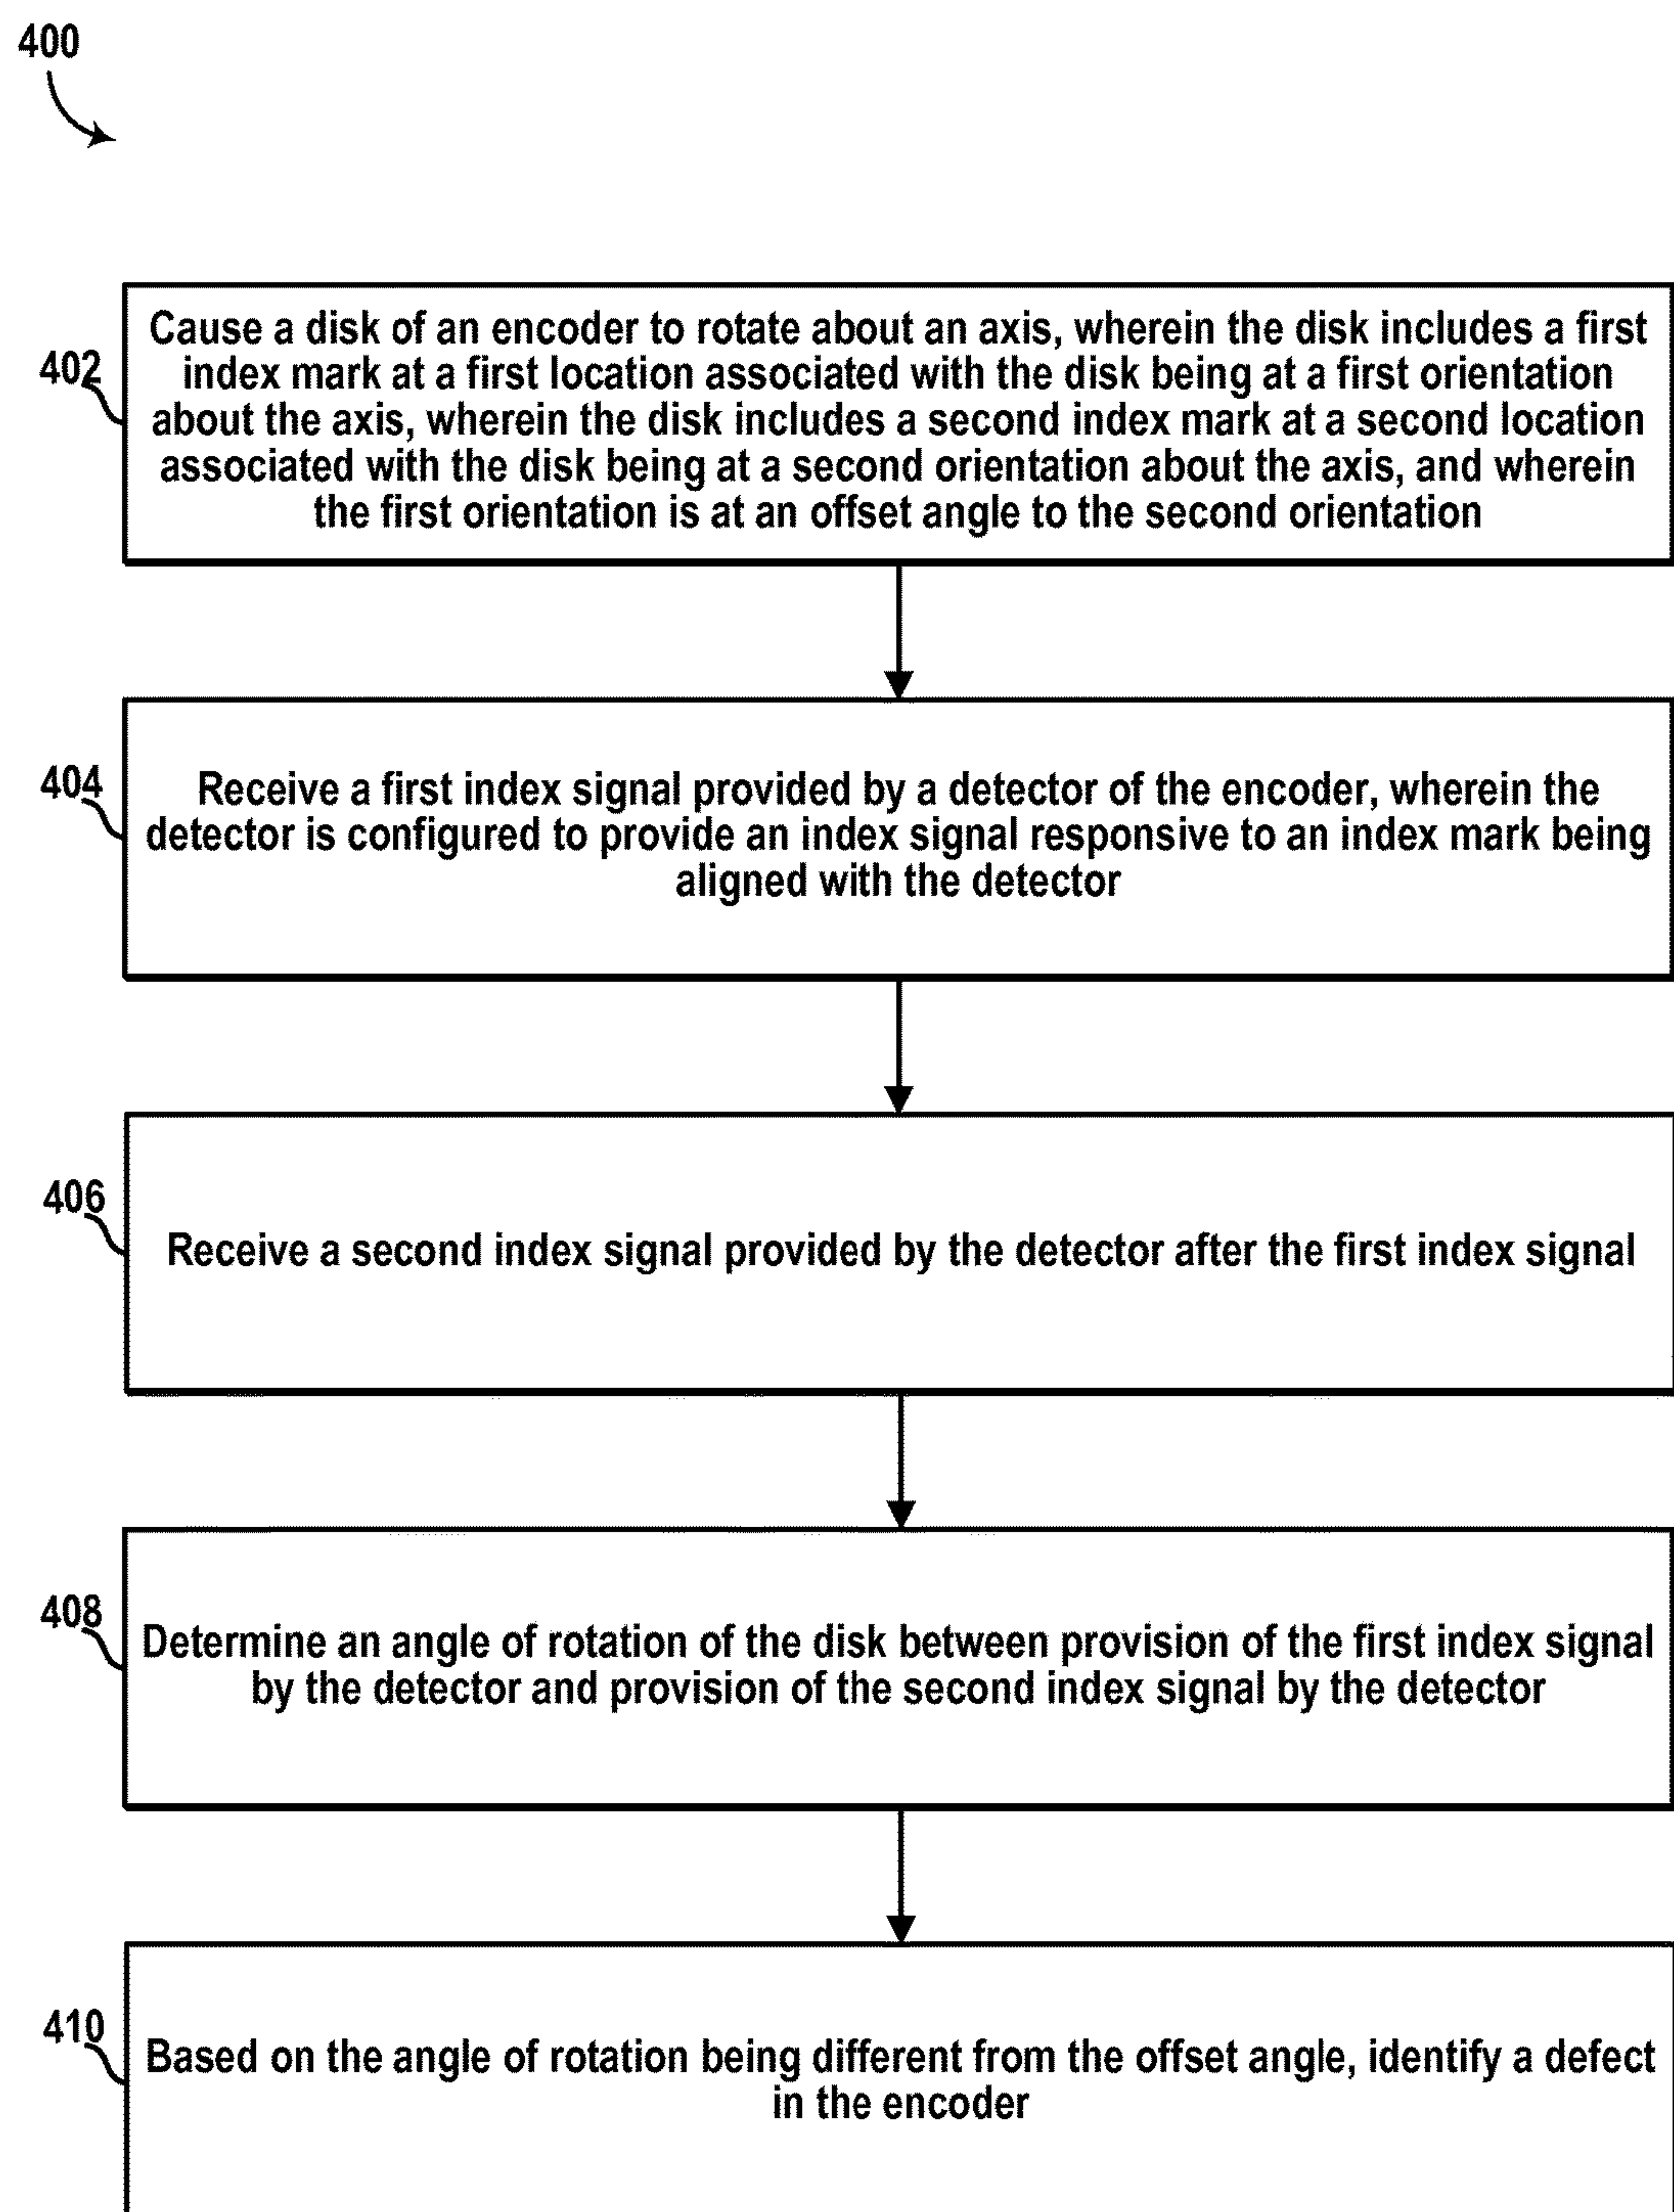 400
402
Cause a disk of an encoder to rotate about an axis, wherein the disk includes a first
index mark at a first location associated with the disk being at a first orientation
about the axis, wherein the disk includes a second index mark at a second location
associated with the disk being at a second orientation about the axis, and wherein
the first orientation is at an offset angle to the second orientation
404
Receive a first index signal provided by a detector of the encoder, wherein the
detector is configured to provide an index signal responsive to an index mark being
aligned with the detector
406
Receive a second index signal provided by the detector after the first index signal
408
Determine an angle of rotation of the disk between provision of the first index signal
by the detector and provision of the second index signal by the detector
410
Based on the angle of rotation being different from the offset angle, identify a defect
in the encoder